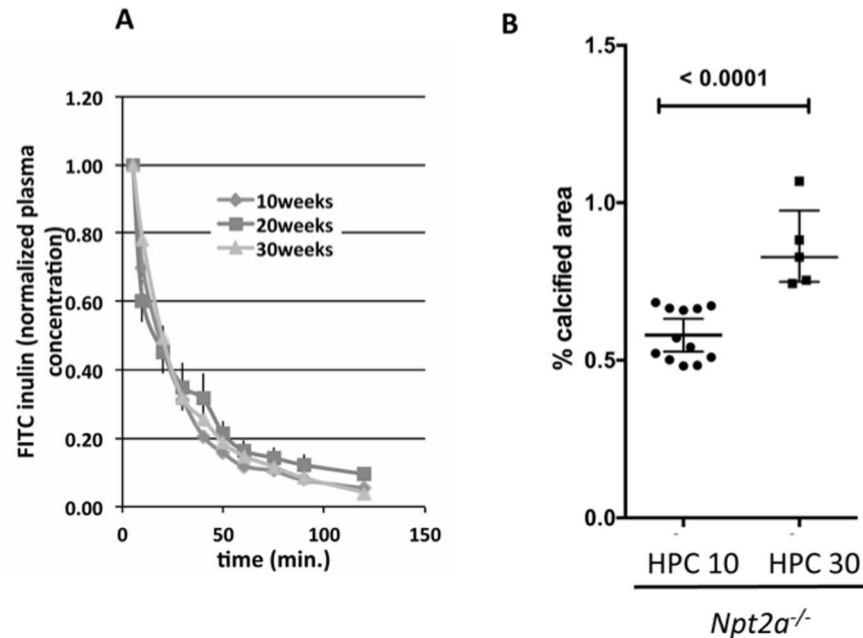 A
FITC inulin (normalized plasma
concentration)
1.20
1.00
0.80
0.60
0.40
0.20
0.00
10weeks
20weeks
30weeks
0 50 100 150
time (min.)
B
% calcified area
1.5
1.0
0.5
0.0
< 0.0001
HPC 10 HPC 30
Npt2a-/-